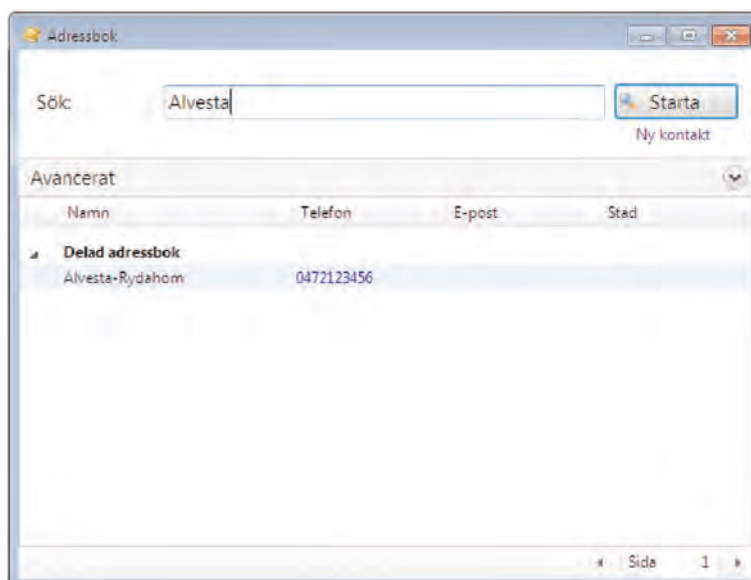 Adressbok
Sök: Alvesta Starta
Ny kontakt
Avancerat
Namn Telefon E-post Stad
Delad adressbok
Alvesta-Rydahom 0472123456
Sida 1